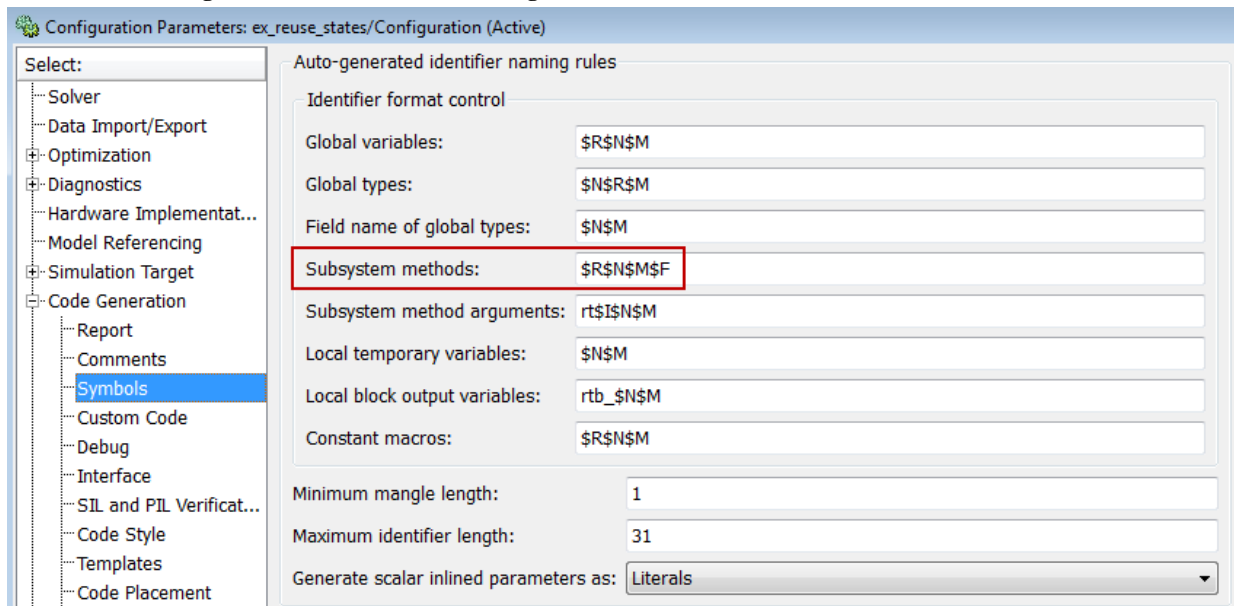 Configuration Parameters: ex_reuse_states/Configuration (Active)
Select:
Solver
Data Import/Export
Optimization
Diagnostics
Hardware Implementat...
Model Referencing
Simulation Target
Code Generation
Report
Comments
Symbols
Custom Code
Debug
Interface
SIL and PIL Verificat...
Code Style
Templates
Code Placement
Auto-generated identifier naming rules
Identifier format control
Global variables: $R$N$M
Global types: $N$R$M
Field name of global types: $N$M
Subsystem methods: $R$N$M$F
Subsystem method arguments: rt$I$N$M
Local temporary variables: $N$M
Local block output variables: rtb_$N$M
Constant macros: $R$N$M
Minimum mangle length: 1
Maximum identifier length: 31
Generate scalar inlined parameters as: Literals